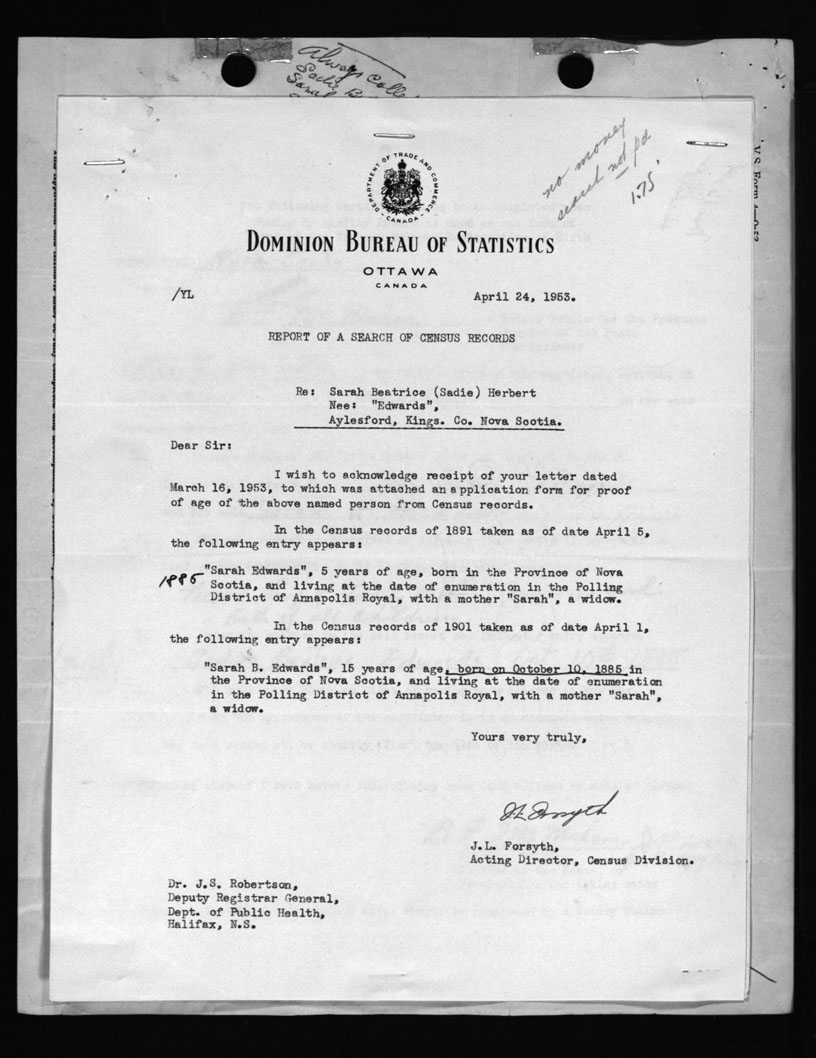 Always Colle
Sadie B
Sarah
no money
search not pd
1.75
DEPARTMENT OF TRADE AND COMMERCE
CANADA
DOMINION BUREAU OF STATISTICS
OTTAWA
CANADA
/YL April 24, 1953.
REPORT OF A SEARCH OF CENSUS RECORDS
Re: Sarah Beatrice (Sadie) Herbert
Nee: "Edwards",
Aylesford, Kings. Co. Nova Scotia.
Dear Sir:
I wish to acknowledge receipt of your letter dated
March 16, 1953, to which was attached an application form for proof
of age of the above named person from Census records.
In the Census records of 1891 taken as of date April 5,
the following entry appears:
"Sarah Edwards", 5 years of age, born in the Province of Nova
1885 Scotia, and living at the date of enumeration in the Polling
District of Annapolis Royal, with a mother "Sarah", a widow.
In the Census records of 1901 taken as of date April 1,
the following entry appears:
"Sarah B. Edwards", 15 years of age, born on October 10, 1885 in
the Province of Nova Scotia, and living at the date of enumeration
in the Polling District of Annapolis Royal, with a mother "Sarah",
a widow.
Yours very truly,
J L Forsyth
J.L. Forsyth,
Acting Director, Census Division.
Dr. J.S. Robertson,
Deputy Registrar General,
Dept. of Public Health,
Halifax, N.S.